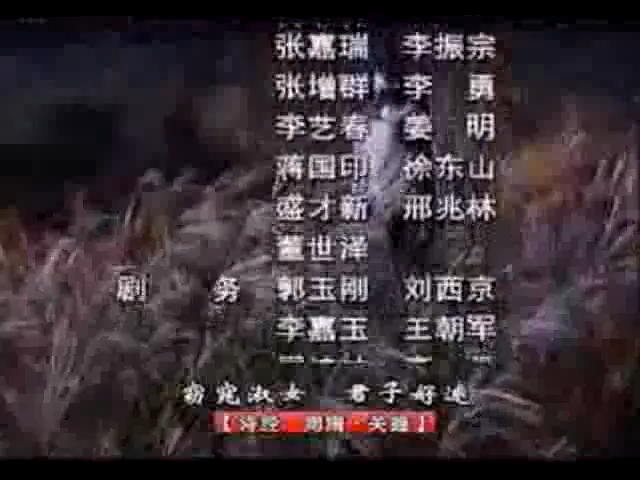 张嘉瑞 李振宗
张增群 李 勇
李艺春 姜 明
蒋国印 徐东山
盛才新 邢兆林
董世泽
剧 务 郭玉刚 刘西京
李嘉玉 王朝军
窈窕淑女 君子好逑
【诗经·周南·关雎】